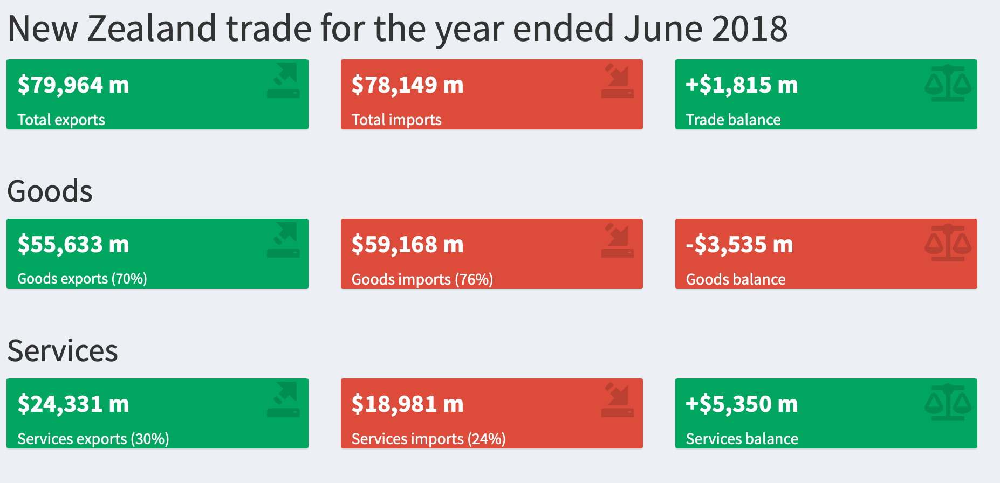 New Zealand trade for the year ended June 2018
$79,964 m
Total exports
$78,149 m
Total imports
+$1,815 m
Trade balance
Goods
$55,633 m
Goods exports (70%)
$59,168 m
Goods imports (76%)
-$3,535 m
Goods balance
Services
$24,331 m
Services exports (30%)
$18,981 m
Services imports (24%)
+$5,350 m
Services balance